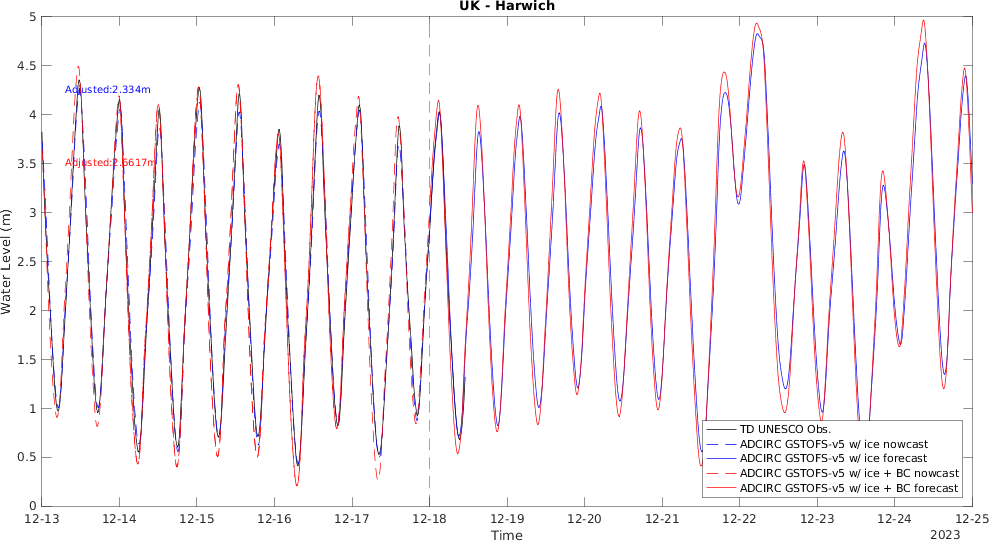 UK - Harwich
Water Level (m)
5
4.5
4
3.5
3
2.5
2
1.5
1
0.5
0
Adjusted:2.334m
Adjusted:2.6617m
TD UNESCO Obs.
ADCIRC GSTOFS-v5 w/ ice nowcast
ADCIRC GSTOFS-v5 w/ ice forecast
ADCIRC GSTOFS-v5 w/ ice + BC nowcast
ADCIRC GSTOFS-v5 w/ ice + BC forecast
12-13 12-14 12-15 12-16 12-17 12-18 12-19 12-20 12-21 12-22 12-23 12-24 12-25
Time
2023